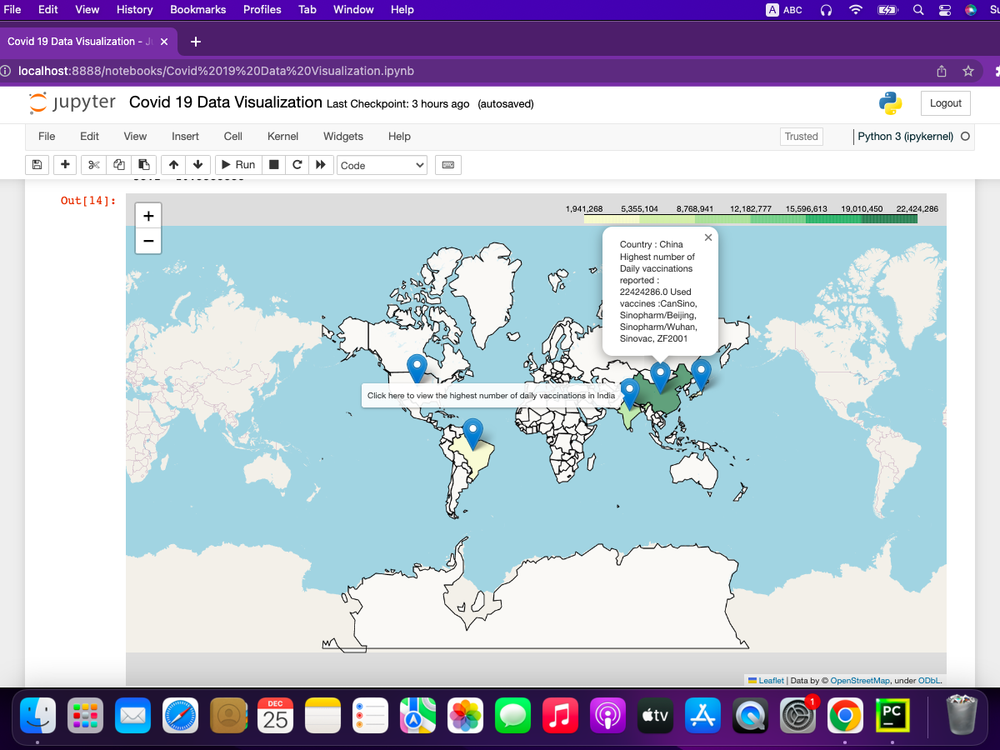 File Edit View History Bookmarks Profiles Tab Window Help A ABC
Covid 19 Data Visualization -
localhost:8888/notebooks/Covid%2019%20Data%20Visualization.ipynb
jupyter Covid 19 Data Visualization Last Checkpoint: 3 hours ago (autosaved) Logout
File Edit View Insert Cell Kernel Widgets Help Trusted Python 3 (ipykernel)
Run Code
Out[14]:
+
−
1,941,268 5,355,104 8,768,941 12,182,777 15,596,613 19,010,450 22,424,286
×
Country : China
Highest number of
Daily vaccinations
reported :
22424286.0 Used
vaccines :CanSino,
Sinopharm/Beijing,
Sinopharm/Wuhan,
Sinovac, ZF2001
Click here to view the highest number of daily vaccinations in India
Leaflet | Data by © OpenStreetMap, under ODbL.
DEC
25
tv
1
PC